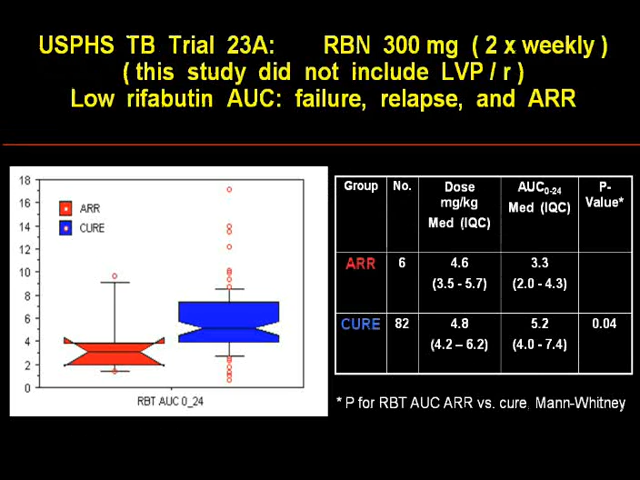 USPHS TB Trial 23A: RBN 300 mg ( 2 x weekly )
( this study did not include LVP / r )
Low rifabutin AUC: failure, relapse, and ARR
18
16
14
12
10
8
6
4
2
0
ARR
CURE
RBT AUC 0_24
Group No. Dose mg/kg Med (IQC) AUC0-24 Med (IQC) P-Value*
ARR 6 4.6 3.3
(3.5 - 5.7) (2.0 - 4.3)
CURE 82 4.8 5.2 0.04
(4.2 – 6.2) (4.0 - 7.4)
* P for RBT AUC ARR vs. cure, Mann-Whitney